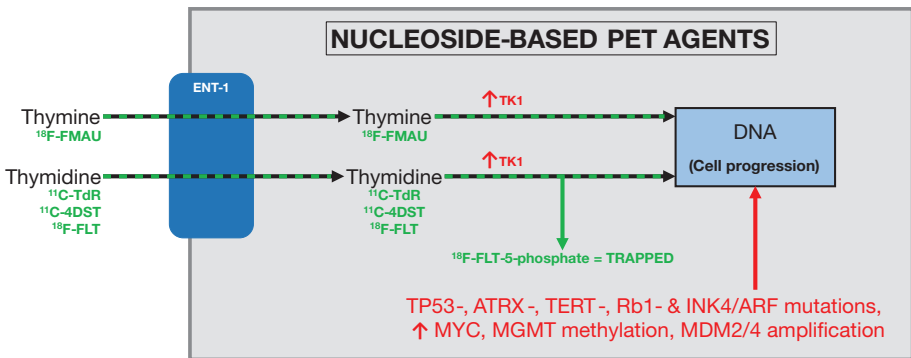 NUCLEOSIDE-BASED PET AGENTS
ENT-1
Thymine
¹⁸F-FMAU
Thymine
¹⁸F-FMAU
↑ TK1
DNA
(Cell progression)
Thymidine
¹¹C-TdR
¹¹C-4DST
¹⁸F-FLT
Thymidine
¹¹C-TdR
¹¹C-4DST
¹⁸F-FLT
↑ TK1
¹⁸F-FLT-5-phosphate = TRAPPED
TP53-, ATRX -, TERT -, Rb1- & INK4/ARF mutations,
↑ MYC, MGMT methylation, MDM2/4 amplification